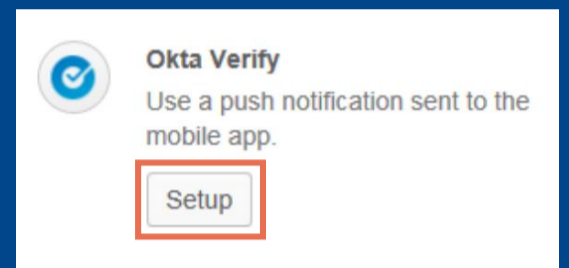 Okta Verify
Use a push notification sent to the
mobile app.
Setup